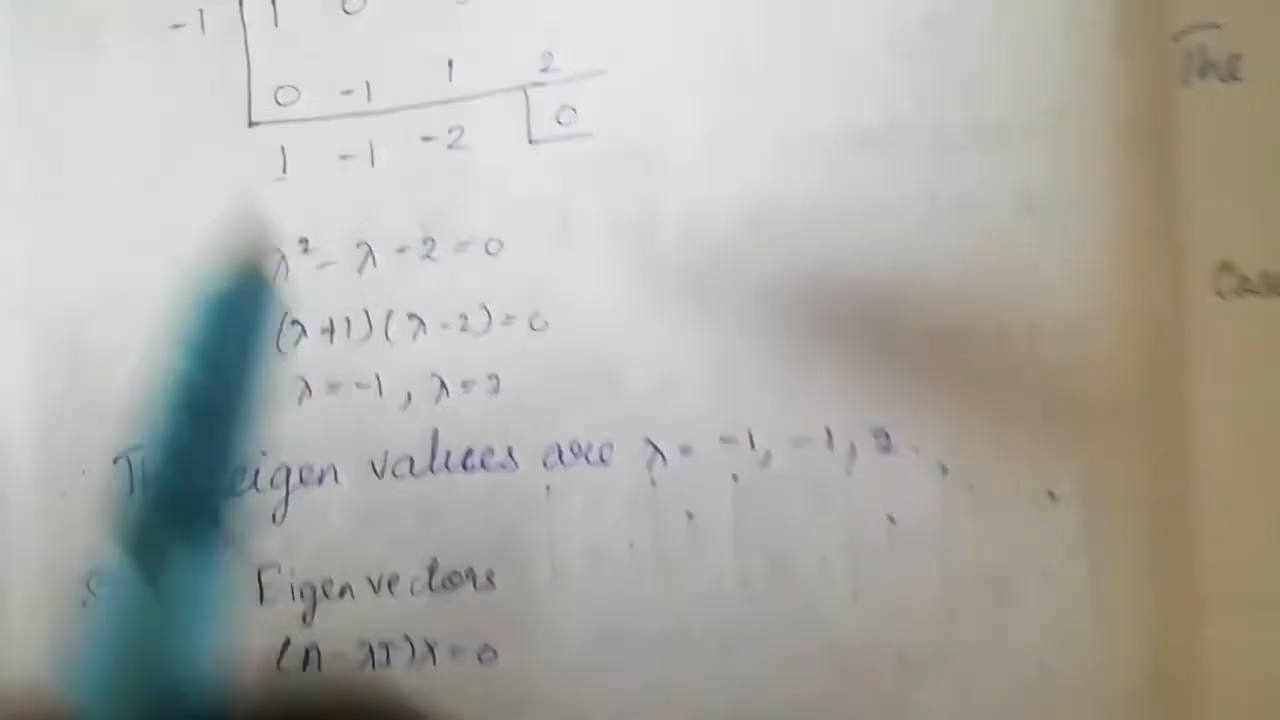 -1 | 1 0
0 -1 1 2
1 -1 -2 | 0
λ² - λ - 2 = 0
(λ+1)(λ-2) = 0
λ = -1, λ = 2
eigen values are λ = -1, -1, 2.
Eigen vectors
(A - λI)X = 0
The